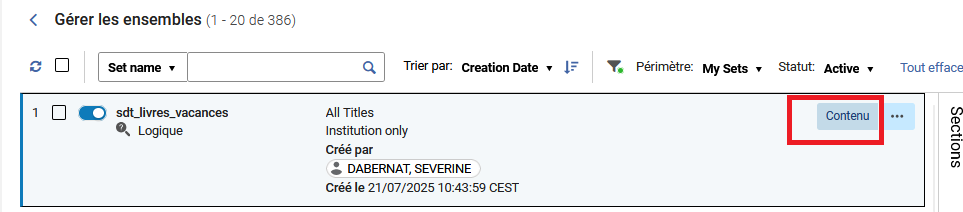 Gérer les ensembles (1 - 20 de 386)
Set name Trier par: Creation Date Périmètre: My Sets Statut: Active Tout efface
1 sdt_livres_vacances All Titles Contenu ...
Logique Institution only
Créé par
DABERNAT, SEVERINE
Créé le 21/07/2025 10:43:59 CEST
Sections